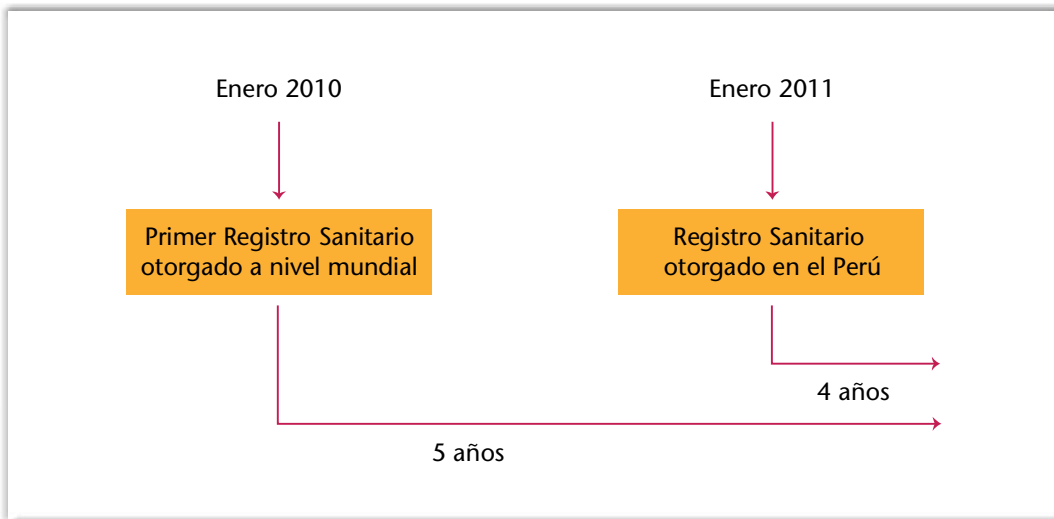 Enero 2010
Enero 2011
Primer Registro Sanitario
otorgado a nivel mundial
Registro Sanitario
otorgado en el Perú
4 años
5 años